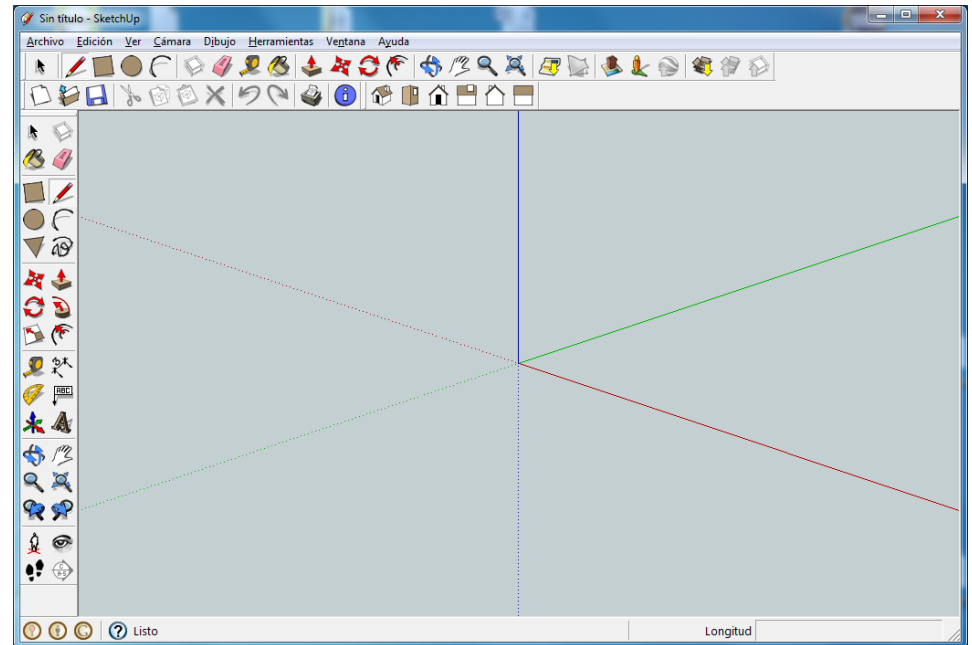 Sin título - SketchUp
Archivo Edición Ver Cámara Dibujo Herramientas Ventana Ayuda
ABC
Listo
Longitud